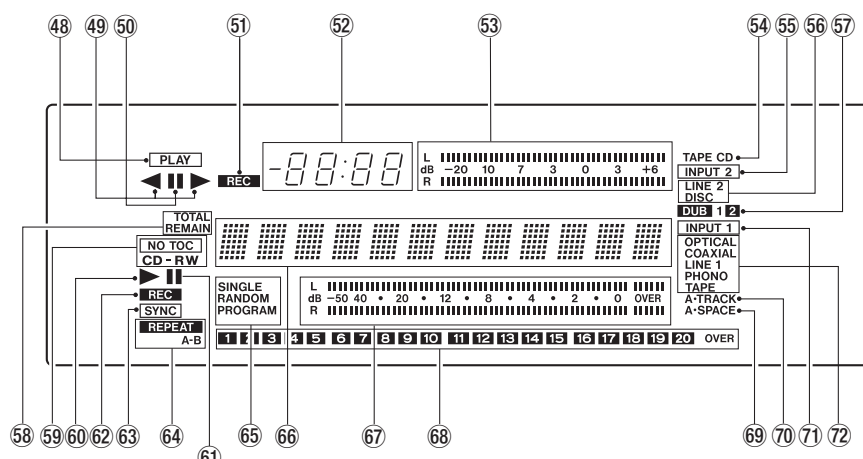 48 49 50 51 52 53 54 55 56 57
PLAY
REC
-88:88
L
dB -20 10 7 3 0 3 +6
R
TAPE CD
INPUT 2
LINE 2
DISC
DUB 1 2
TOTAL
REMAIN
INPUT 1
NO TOC
CD-RW
OPTICAL
COAXIAL
LINE 1
PHONO
TAPE
REC
SYNC
REPEAT
A-B
SINGLE
RANDOM
PROGRAM
L
dB -50 40 • 20 • 12 • 8 • 4 • 2 • 0 OVER
R
A•TRACK
A•SPACE
1 2 3 4 5 6 7 8 9 10 11 12 13 14 15 16 17 18 19 20 OVER
58 59 60 62 63 64 61 65 66 67 68 69 70 71 72